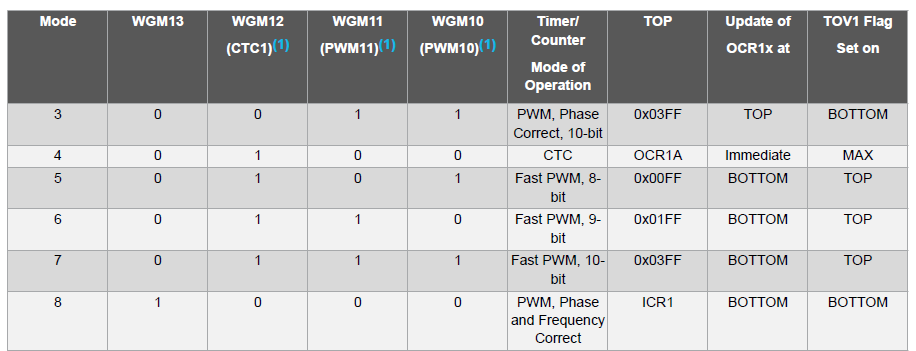 Mode WGM13 WGM12 WGM11 WGM10 Timer/ TOP Update of TOV1 Flag
(CTC1)(1) (PWM11)(1) (PWM10)(1) Counter OCR1x at Set on
Mode of
Operation
3 0 0 1 1 PWM, Phase 0x03FF TOP BOTTOM
Correct, 10-bit
4 0 1 0 0 CTC OCR1A Immediate MAX
5 0 1 0 1 Fast PWM, 8- 0x00FF BOTTOM TOP
bit
6 0 1 1 0 Fast PWM, 9- 0x01FF BOTTOM TOP
bit
7 0 1 1 1 Fast PWM, 10- 0x03FF BOTTOM TOP
bit
8 1 0 0 0 PWM, Phase ICR1 BOTTOM BOTTOM
and Frequency
Correct